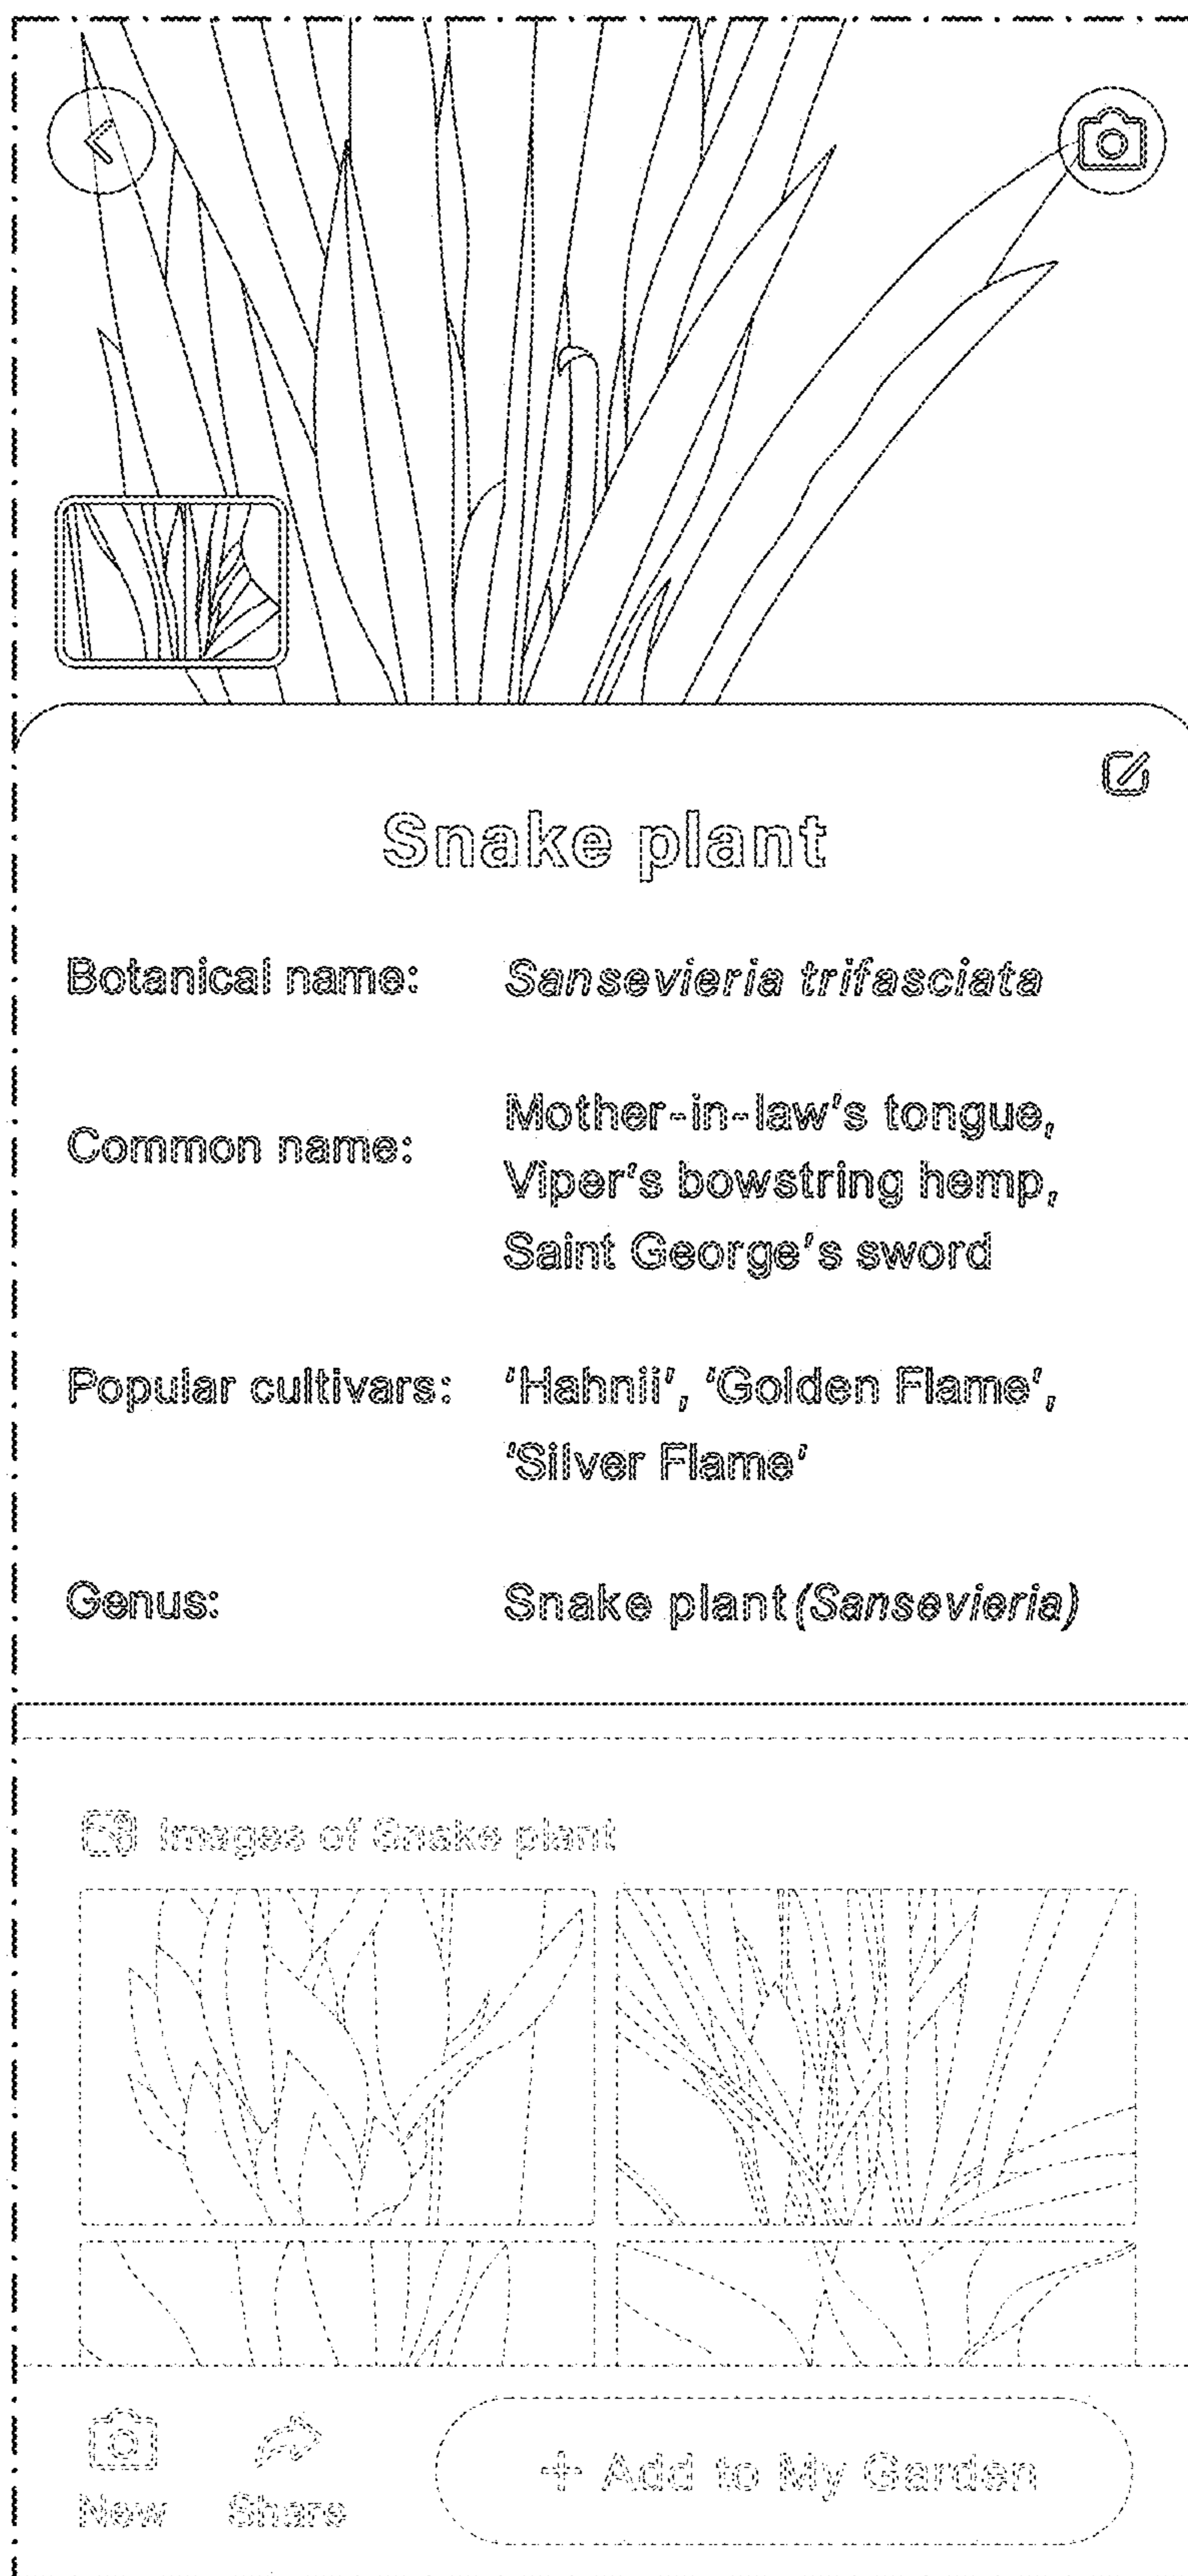 Snake plant
Botanical name: Sansevieria trifasciata
Common name: Mother-in-law's tongue,
Viper's bowstring hemp,
Saint George's sword
Popular cultivars: 'Hahnii', 'Golden Flame',
'Silver Flame'
Genus: Snake plant (Sansevieria)
Images of Snake plant
New Share + Add to My Garden